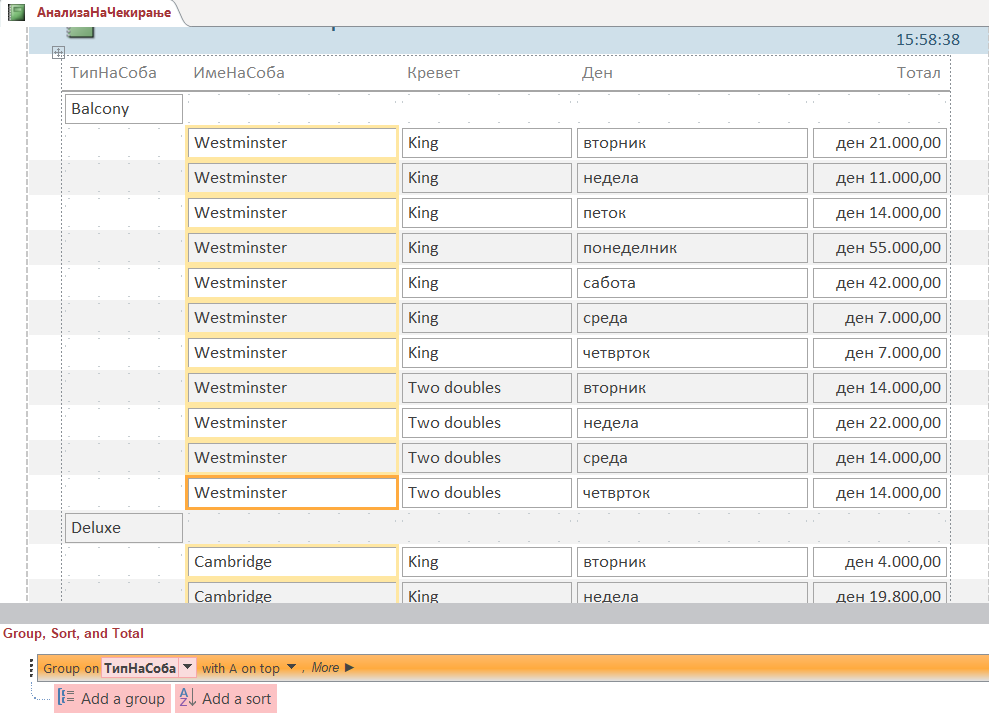 АнализаНаЧекирање
15:58:38
ТипНаСоба ИмеНаСоба Кревет Ден Тотал
Balcony
Westminster King вторник ден 21.000,00
Westminster King недела ден 11.000,00
Westminster King петок ден 14.000,00
Westminster King понеделник ден 55.000,00
Westminster King сабота ден 42.000,00
Westminster King среда ден 7.000,00
Westminster King четврток ден 7.000,00
Westminster Two doubles вторник ден 14.000,00
Westminster Two doubles недела ден 22.000,00
Westminster Two doubles среда ден 14.000,00
Westminster Two doubles четврток ден 14.000,00
Deluxe
Cambridge King вторник ден 4.000,00
Cambridge King недела ден 19.800,00
Group, Sort, and Total
Group on ТипНаСоба with A on top , More
Add a group Add a sort